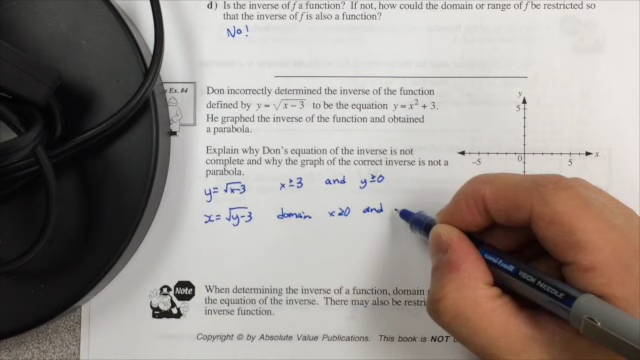 d) Is the inverse of f a function? If not, how could the domain or range of f be restricted so
that the inverse of f is also a function?
No!
Ex. #4
Don incorrectly determined the inverse of the function
defined by y = √x − 3 to be the equation y = x² + 3.
He graphed the inverse of the function and obtained
a parabola.
Explain why Don's equation of the inverse is not
complete and why the graph of the correct inverse is not a
parabola.
y = √x-3 x ≥ 3 and y ≥ 0
x = √y-3 domain x ≥ 0 and
y
5
-5 0 5 x
uni-ball VISION NEEDLE
Note
When determining the inverse of a function, domain
the equation of the inverse. There may also be restri
inverse function.
Copyright © by Absolute Value Publications. This book is NOT